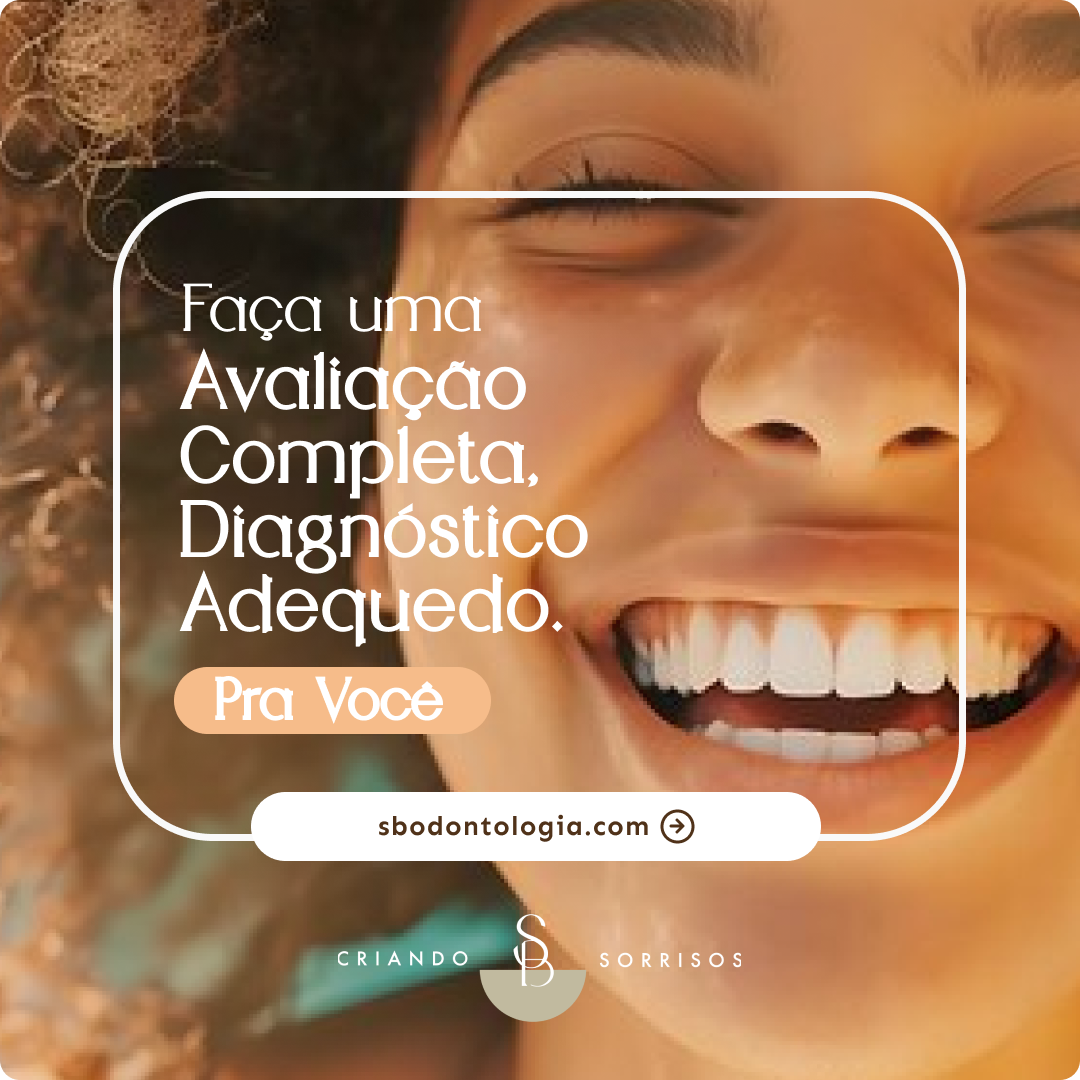 Faça uma
Avaliação
Completa,
Diagnóstico
Adequedo.
Pra Você
sbodontologia.com
CRIANDO SB SORRISOS